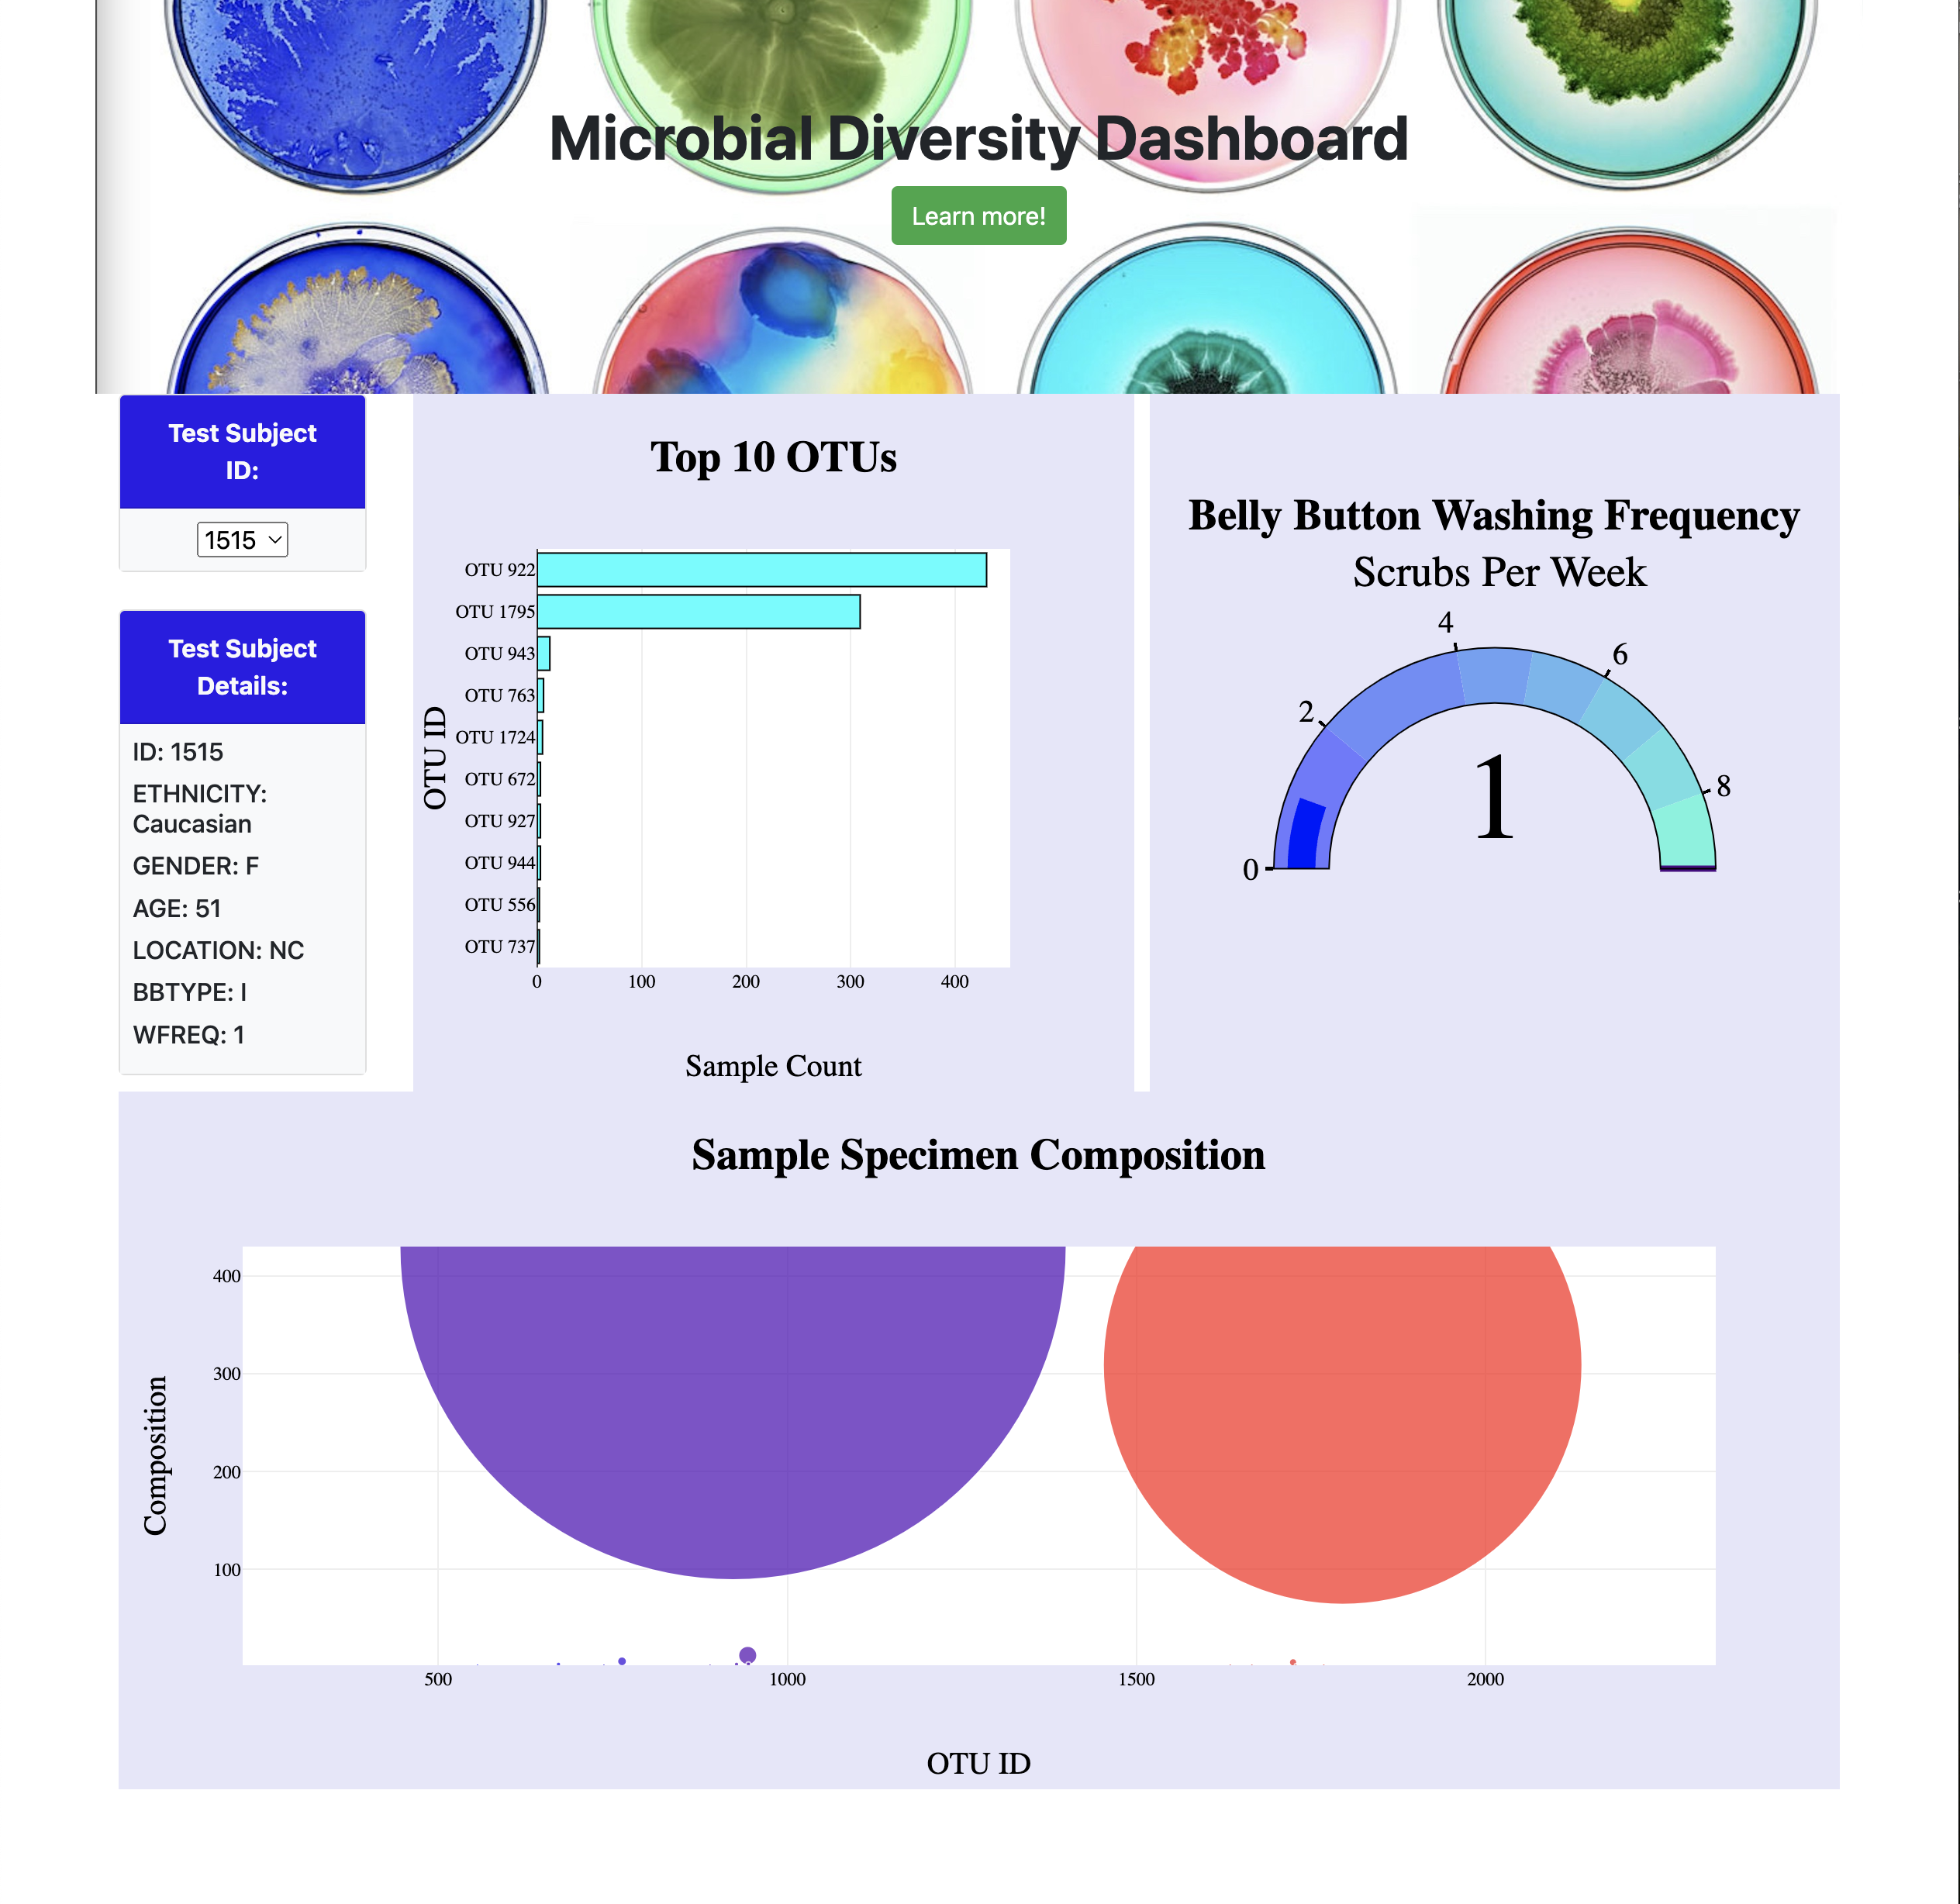 Microbial Diversity Dashboard
Learn more!
Test Subject
ID:
1515
Test Subject
Details:
ID: 1515
ETHNICITY:
Caucasian
GENDER: F
AGE: 51
LOCATION: NC
BBTYPE: I
WFREQ: 1
Top 10 OTUs
OTU ID
OTU 922
OTU 1795
OTU 943
OTU 763
OTU 1724
OTU 672
OTU 927
OTU 944
OTU 556
OTU 737
0 100 200 300 400
Sample Count
Belly Button Washing Frequency
Scrubs Per Week
0 2 4 6 8
1
Sample Specimen Composition
Composition
400
300
200
100
500 1000 1500 2000
OTU ID